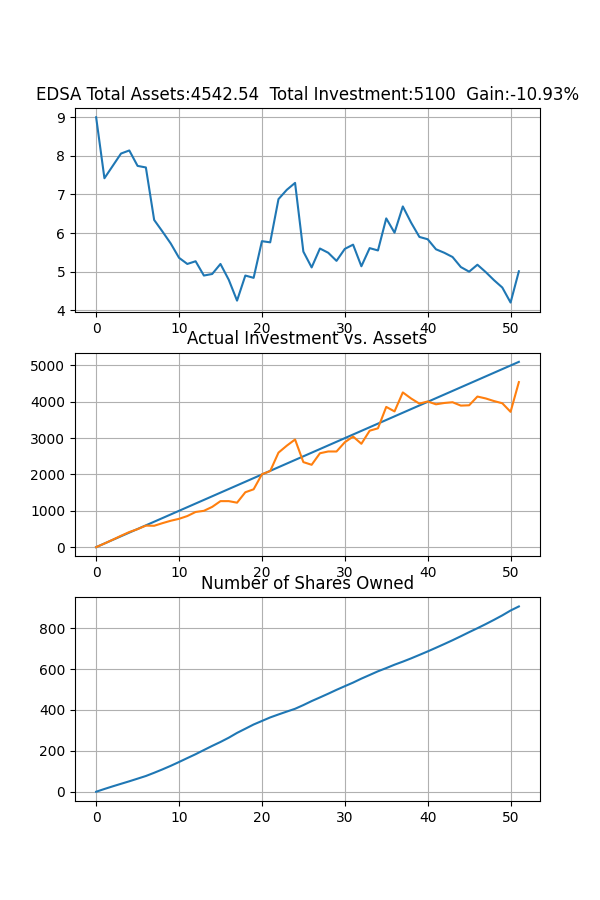 EDSA Total Assets:4542.54  Total Investment:5100  Gain:-10.93%
9
8
7
6
5
4
0 10 20 30 40 50
Actual Investment vs. Assets
5000
4000
3000
2000
1000
0
0 10 20 30 40 50
Number of Shares Owned
800
600
400
200
0
0 10 20 30 40 50